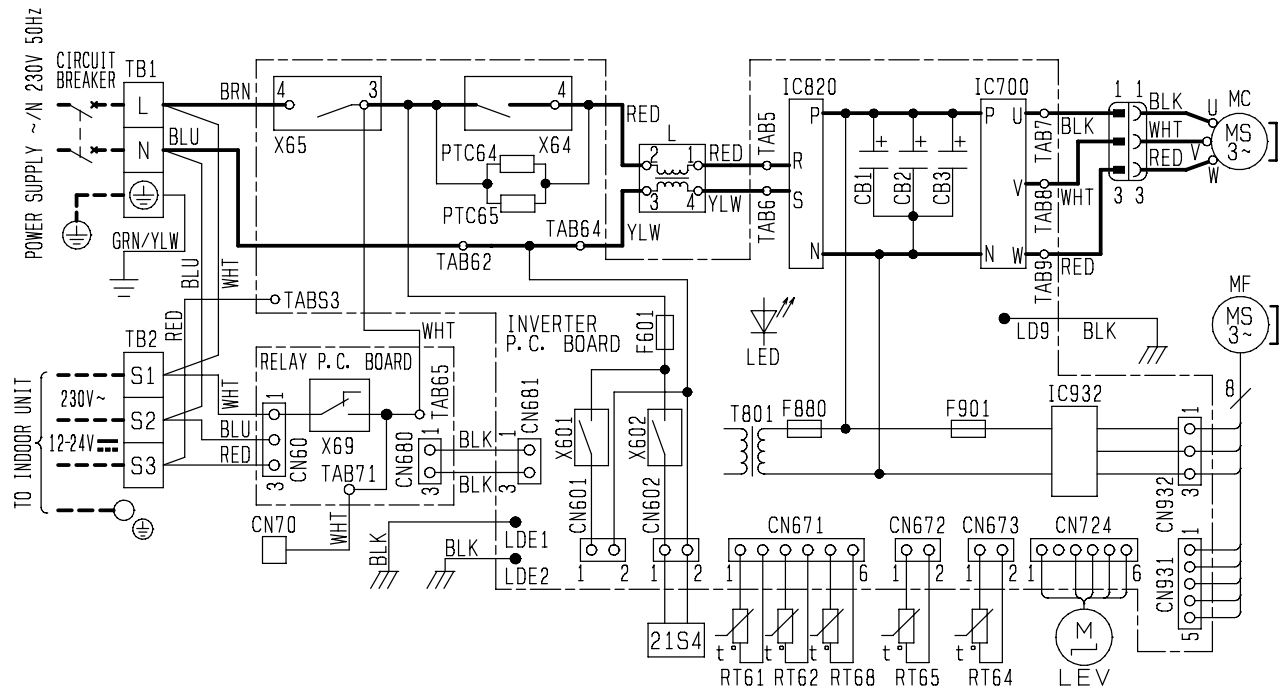 POWER SUPPLY ~/N 230V 50Hz
CIRCUIT
BREAKER
TB1
L
N
BRN
BLU
GRN/YLW
BLU
WHT
RED
4
3
X65
4
X64
PTC64
PTC65
TAB62
TAB64
TABS3
RED
YLW
L
2
1
3
4
RED
YLW
TAB5
TAB6
IC820
P
R
S
N
+
+
+
CB1
CB2
CB3
IC700
P
N
U
V
W
TAB7
TAB8
TAB9
BLK
WHT
RED
1
1
3
3
BLK
WHT
RED
U
V
W
MC
MS
3~
MF
MS
3~
8
LED
LD9
BLK
INVERTER
P.C. BOARD
F601
WHT
TB2
S1
S2
S3
TO INDOOR UNIT
230V~
12-24V
WHT
BLU
RED
RELAY P.C. BOARD
1
3
CN60
X69
TAB71
TAB65
CN680
1
3
BLK
BLK
CN681
1
3
CN70
WHT
BLK
BLK
LDE1
LDE2
X601
X602
CN601
CN602
1
2
1
2
21S4
T801
F880
F901
IC932
1
3
CN932
CN931
1
5
CN671
1
6
CN672
1
2
CN673
1
2
CN724
1
6
t°
t°
t°
t°
t°
RT61
RT62
RT68
RT65
RT64
M
LEV